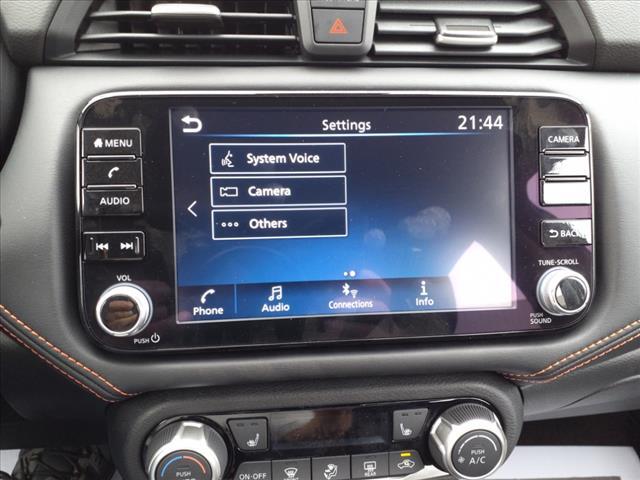 Settings 21:44
MENU
AUDIO
VOL
PUSH
System Voice
Camera
Others
Phone Audio Connections Info
CAMERA
BACK
TUNE·SCROLL
PUSH
SOUND
ON·OFF
REAR
PUSH
PUSH
A/C